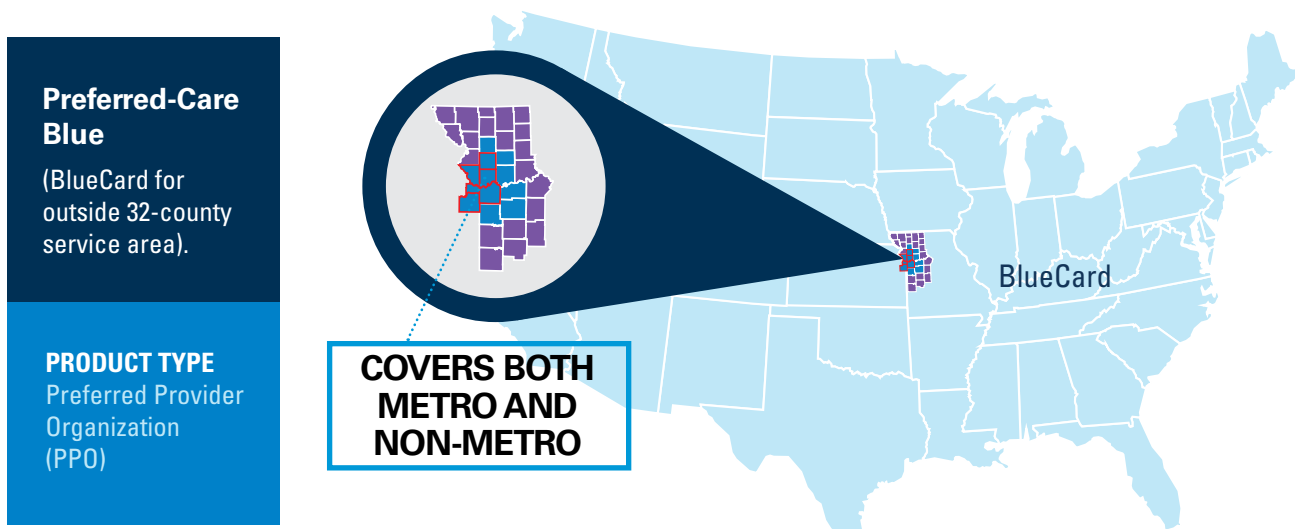 Preferred-Care
Blue
(BlueCard for
outside 32-county
service area).
PRODUCT TYPE
Preferred Provider
Organization
(PPO)
COVERS BOTH
METRO AND
NON-METRO
BlueCard